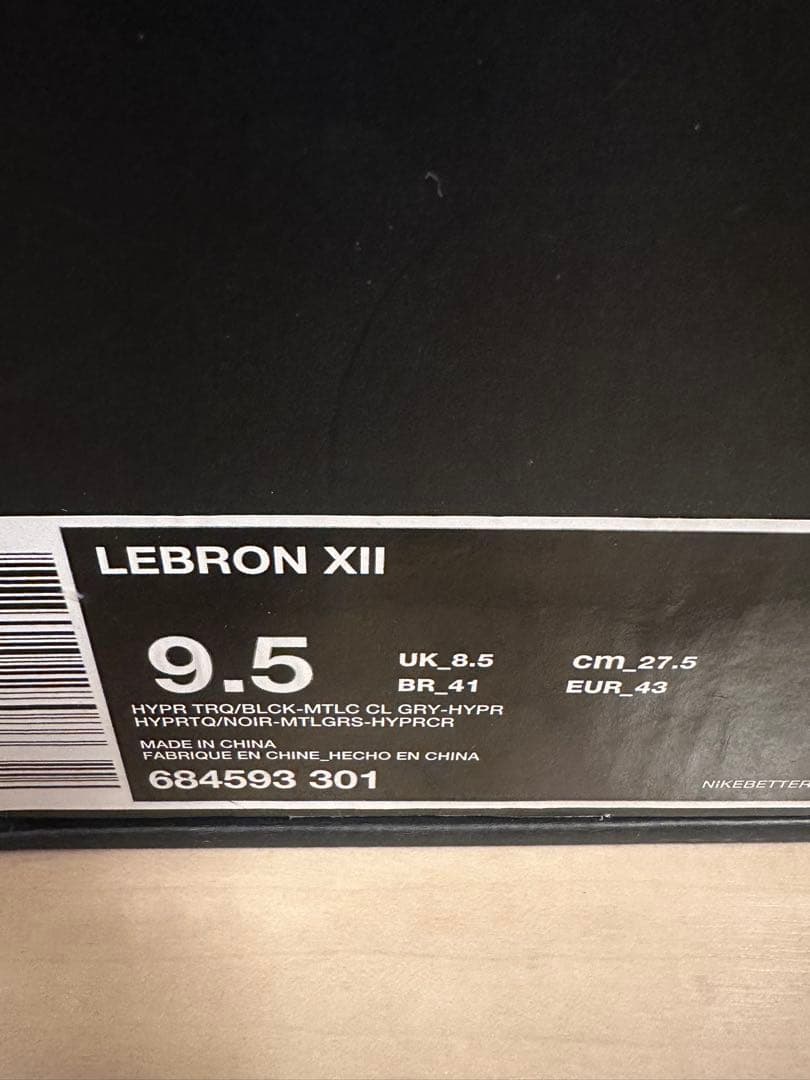 LEBRON XII
9.5
UK_8.5 cm_27.5
BR_41 EUR_43
HYPR TRQ/BLCK-MTLC CL GRY-HYPR
HYPRTQ/NOIR-MTLGRS-HYPRCR
MADE IN CHINA
FABRIQUE EN CHINE_HECHO EN CHINA
684593 301
NIKEBETTER